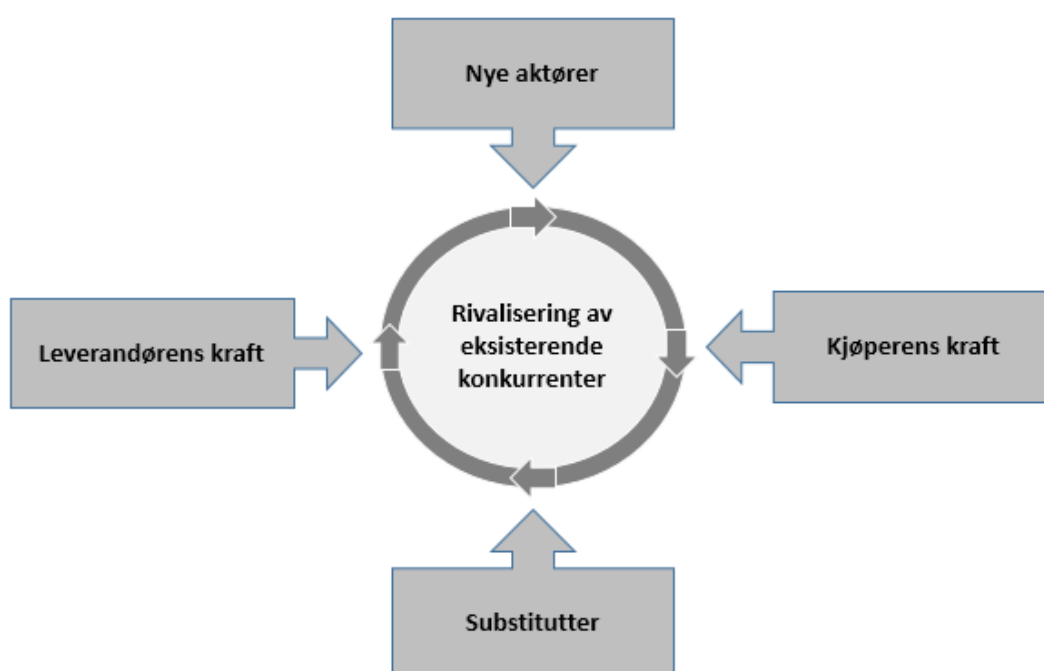 Nye aktører
Leverandørens kraft
Rivalisering av
eksisterende
konkurrenter
Kjøperens kraft
Substitutter